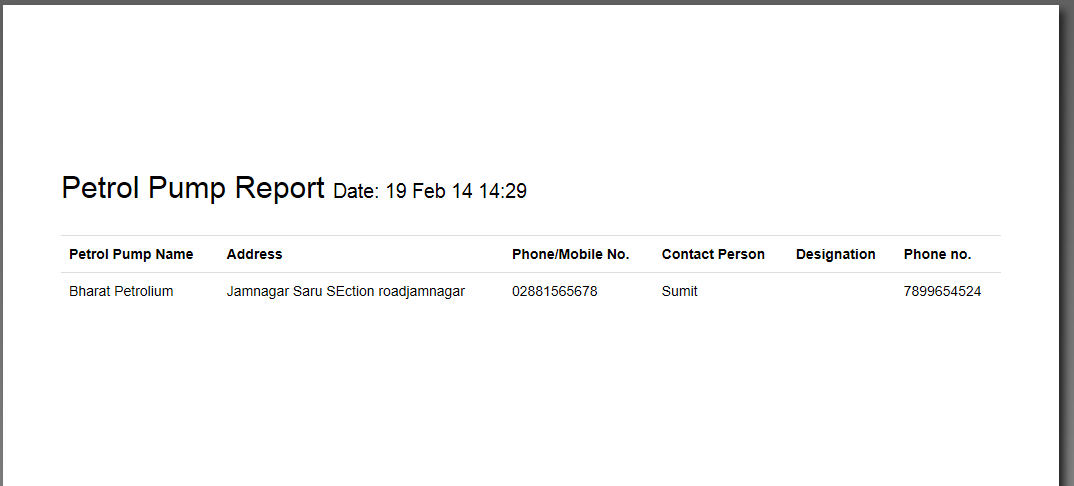 Petrol Pump Report Date: 19 Feb 14 14:29
Petrol Pump Name Address Phone/Mobile No. Contact Person Designation Phone no.
Bharat Petrolium Jamnagar Saru SEction roadjamnagar 02881565678 Sumit 7899654524